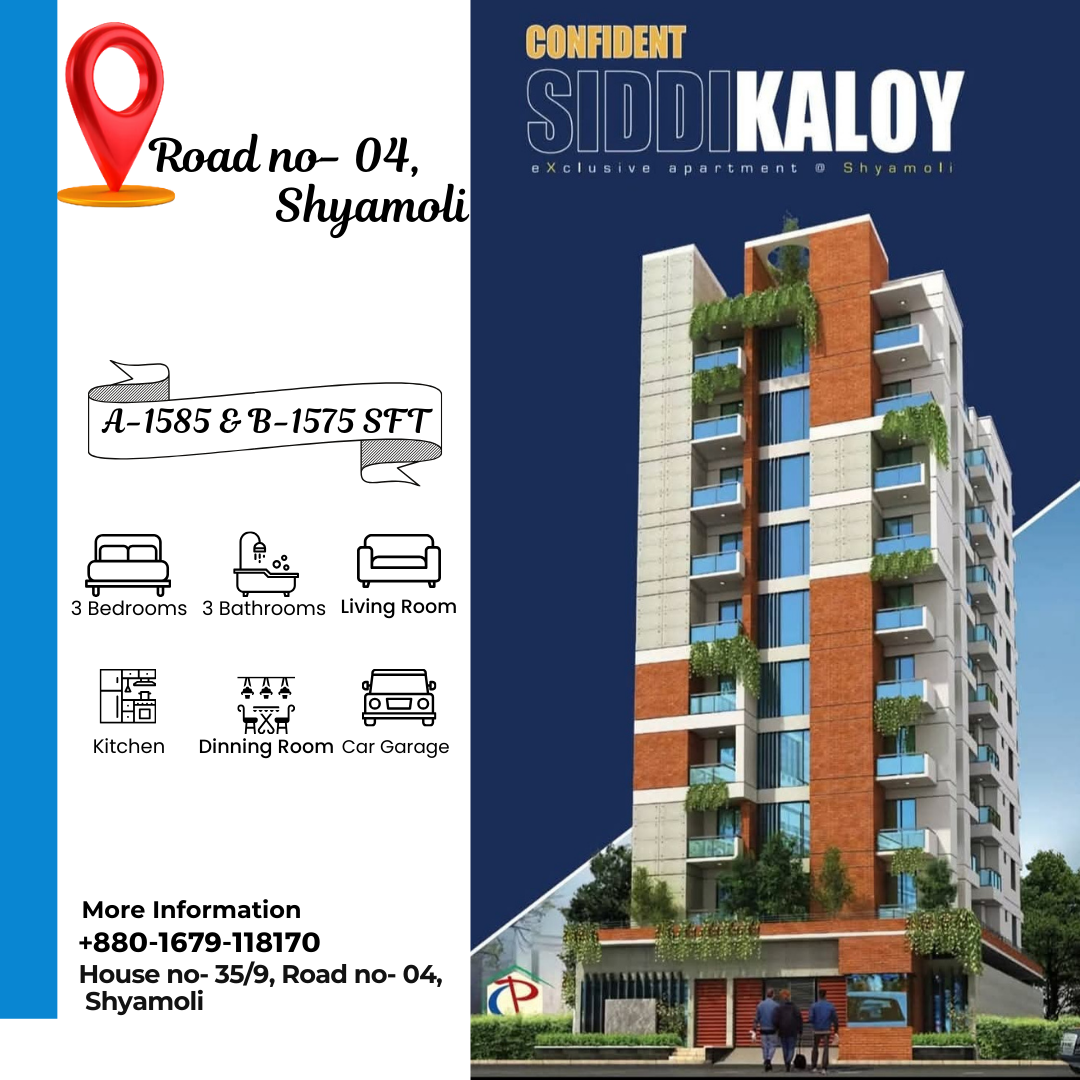 Road no- 04,
Shyamoli
A-1585 & B-1575 SFT
3 Bedrooms
3 Bathrooms
Living Room
Kitchen
Dinning Room
Car Garage
More Information
+880-1679-118170
House no- 35/9, Road no- 04,
Shyamoli
CONFIDENT
SIDDIKALOY
eXclusive apartment @ Shyamoli